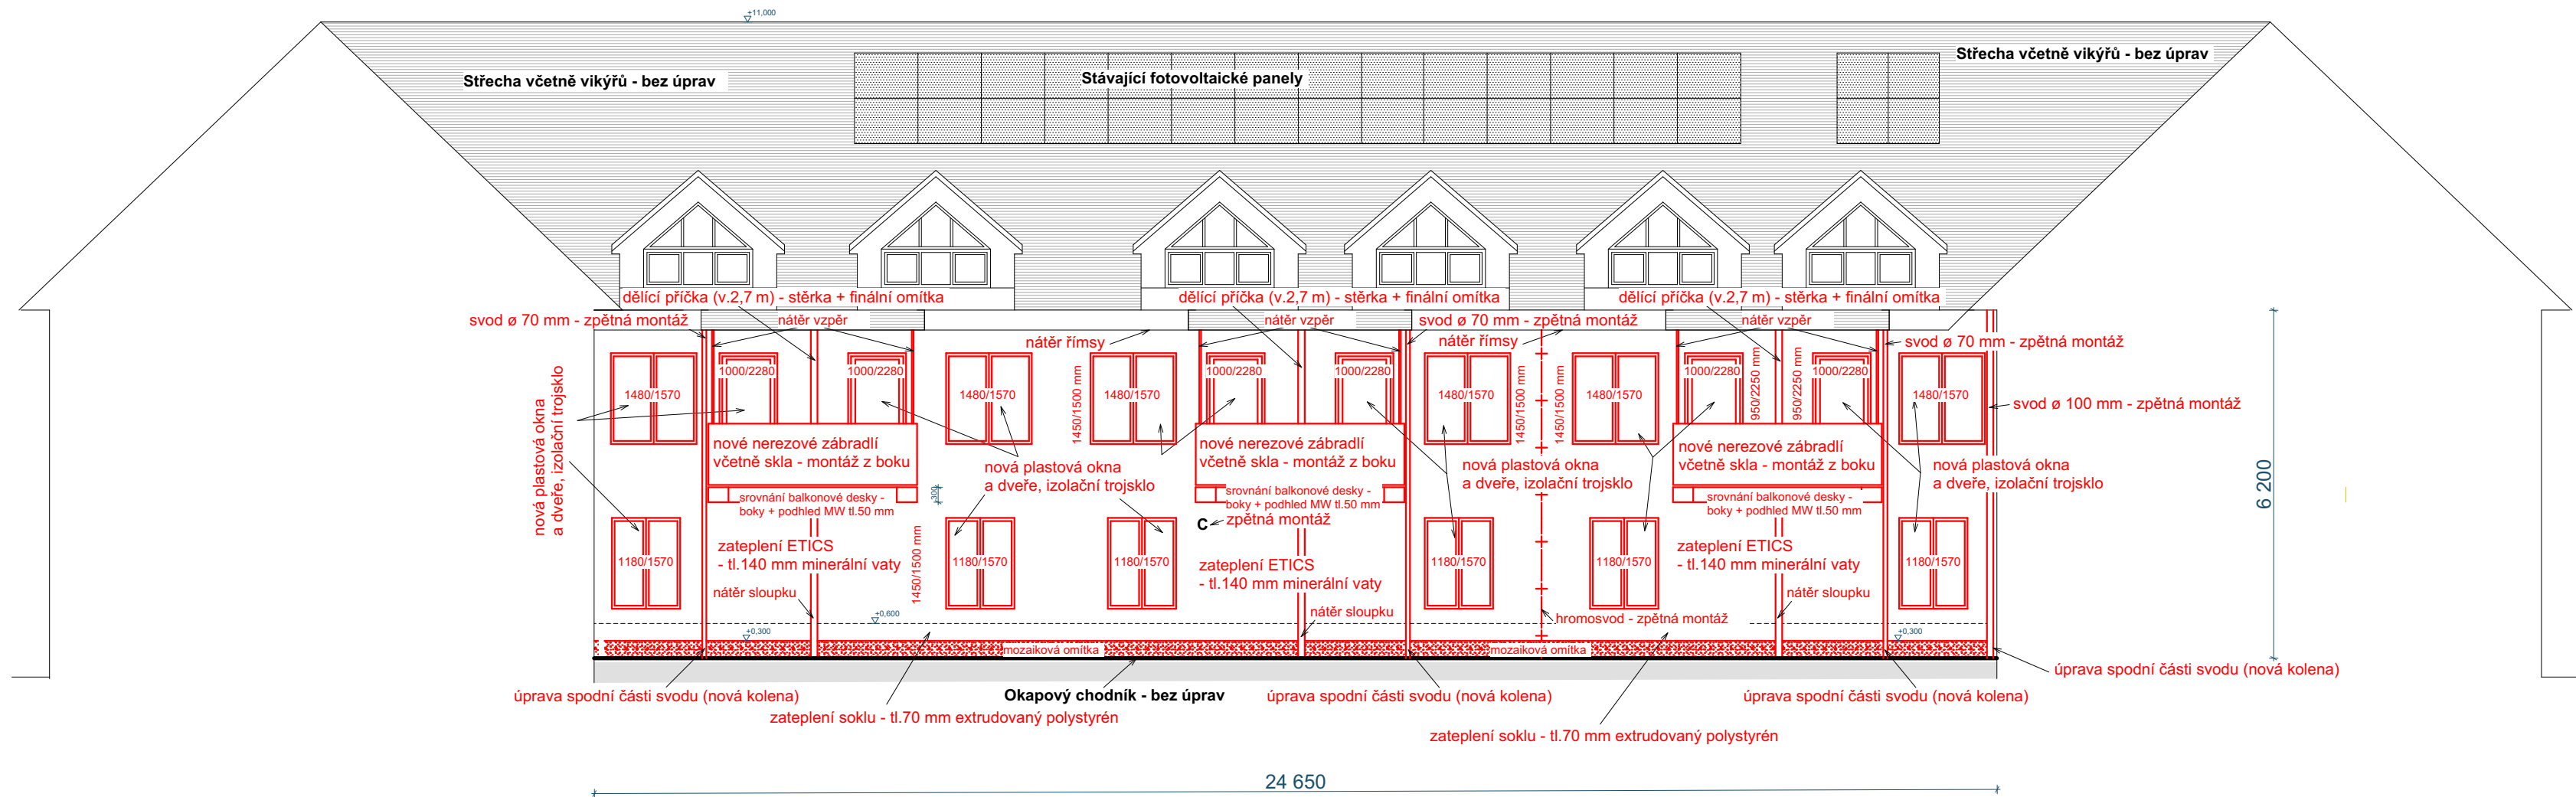 +11,000
Střecha včetně vikýřů - bez úprav
Stávající fotovoltaické panely
Střecha včetně vikýřů - bez úprav
dělící příčka (v.2,7 m) - stěrka + finální omítka
dělící příčka (v.2,7 m) - stěrka + finální omítka
dělící příčka (v.2,7 m) - stěrka + finální omítka
svod ø 70 mm - zpětná montáž
nátěr vzpěr
nátěr vzpěr
svod ø 70 mm - zpětná montáž
nátěr vzpěr
nátěr římsy
nátěr římsy
svod ø 70 mm - zpětná montáž
1000/2280
1000/2280
1000/2280
1000/2280
1000/2280
1000/2280
1480/1570
1480/1570
1480/1570
1480/1570
1480/1570
1480/1570
1450/1500 mm
1450/1500 mm
1450/1500 mm
950/2250 mm
950/2250 mm
svod ø 100 mm - zpětná montáž
nová plastová okna
a dveře, izolační trojsklo
nové nerezové zábradlí
včetně skla - montáž z boku
nové nerezové zábradlí
včetně skla - montáž z boku
nové nerezové zábradlí
včetně skla - montáž z boku
nová plastová okna
a dveře, izolační trojsklo
nová plastová okna
a dveře, izolační trojsklo
nová plastová okna
a dveře, izolační trojsklo
6 200
srovnání balkonové desky -
boky + podhled MW tl.50 mm
300
srovnání balkonové desky -
boky + podhled MW tl.50 mm
srovnání balkonové desky -
boky + podhled MW tl.50 mm
C
zpětná montáž
zateplení ETICS
- tl.140 mm minerální vaty
1450/1500 mm
zateplení ETICS
- tl.140 mm minerální vaty
zateplení ETICS
- tl.140 mm minerální vaty
1180/1570
1180/1570
1180/1570
1180/1570
1180/1570
1180/1570
nátěr sloupku
nátěr sloupku
nátěr sloupku
+0,600
hromosvod - zpětná montáž
+0,300
+0,300
mozaiková omítka
mozaiková omítka
úprava spodní části svodu (nová kolena)
úprava spodní části svodu (nová kolena)
Okapový chodník - bez úprav
úprava spodní části svodu (nová kolena)
úprava spodní části svodu (nová kolena)
zateplení soklu - tl.70 mm extrudovaný polystyrén
zateplení soklu - tl.70 mm extrudovaný polystyrén
24 650